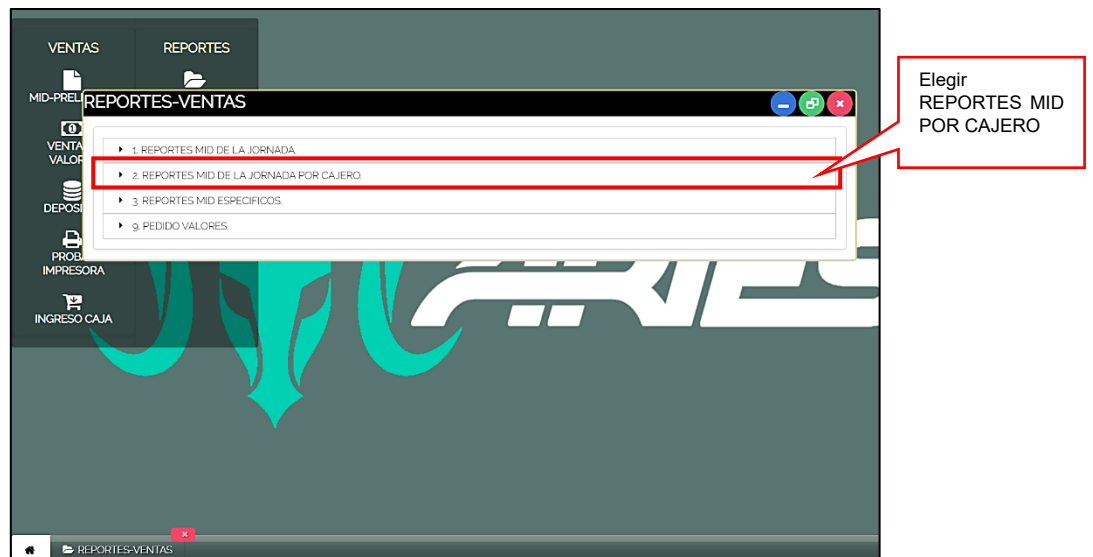 VENTAS
REPORTES
MID-PREL
REPORTES-VENTAS
VENTA
VALOR
1. REPORTES MID DE LA JORNADA.
2. REPORTES MID DE LA JORNADA POR CAJERO.
3. REPORTES MID ESPECIFICOS.
9. PEDIDO VALORES.
DEPOSI
PROBA
IMPRESORA
INGRESO CAJA
ARIES
REPORTES-VENTAS
Elegir
REPORTES MID
POR CAJERO